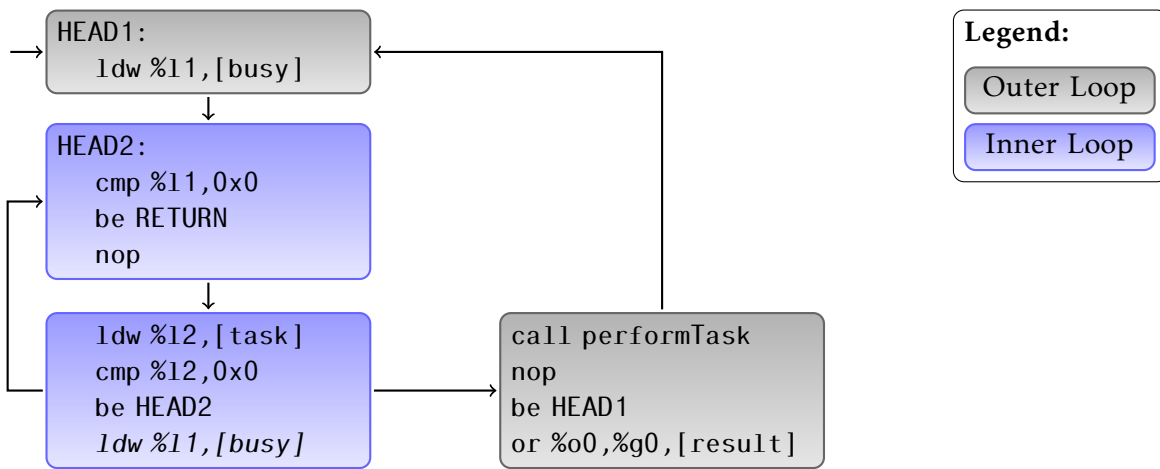 HEAD1:
ldw %l1,[busy]
HEAD2:
cmp %l1,0x0
be RETURN
nop
ldw %l2,[task]
cmp %l2,0x0
be HEAD2
ldw %l1,[busy]
call performTask
nop
be HEAD1
or %o0,%g0,[result]
Legend:
Outer Loop
Inner Loop